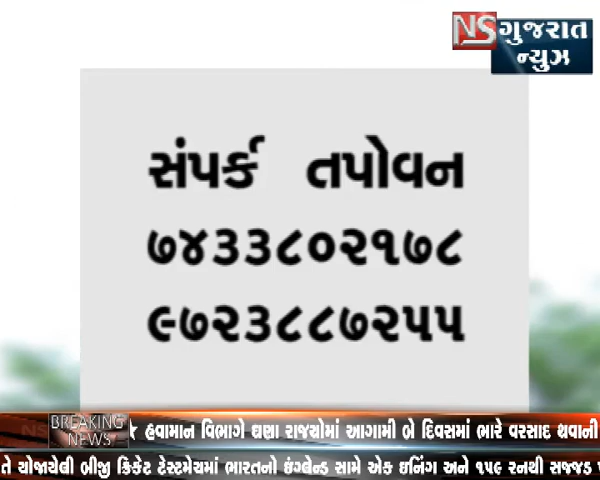 NS ગુજરાત
ન્યુઝ
સંપર્ક તપોવન
૭૪૩૩૮૦૨૧૭૮
૯૭૨૩૮૮૭૨૫૫
BREAKING
NEWS
★ હવામાન વિભાગે ઘણા રાજ્યોમાં આગામી બે દિવસમાં ભારે વરસાદ થવાની
તે યોજાયેલી બીજી ક્રિકેટ ટેસ્ટમેચમાં ભારતનો ઇંગ્લેન્ડ સામે એક ઇનિંગ અને ૧૫૯ રનથી સજ્જડ